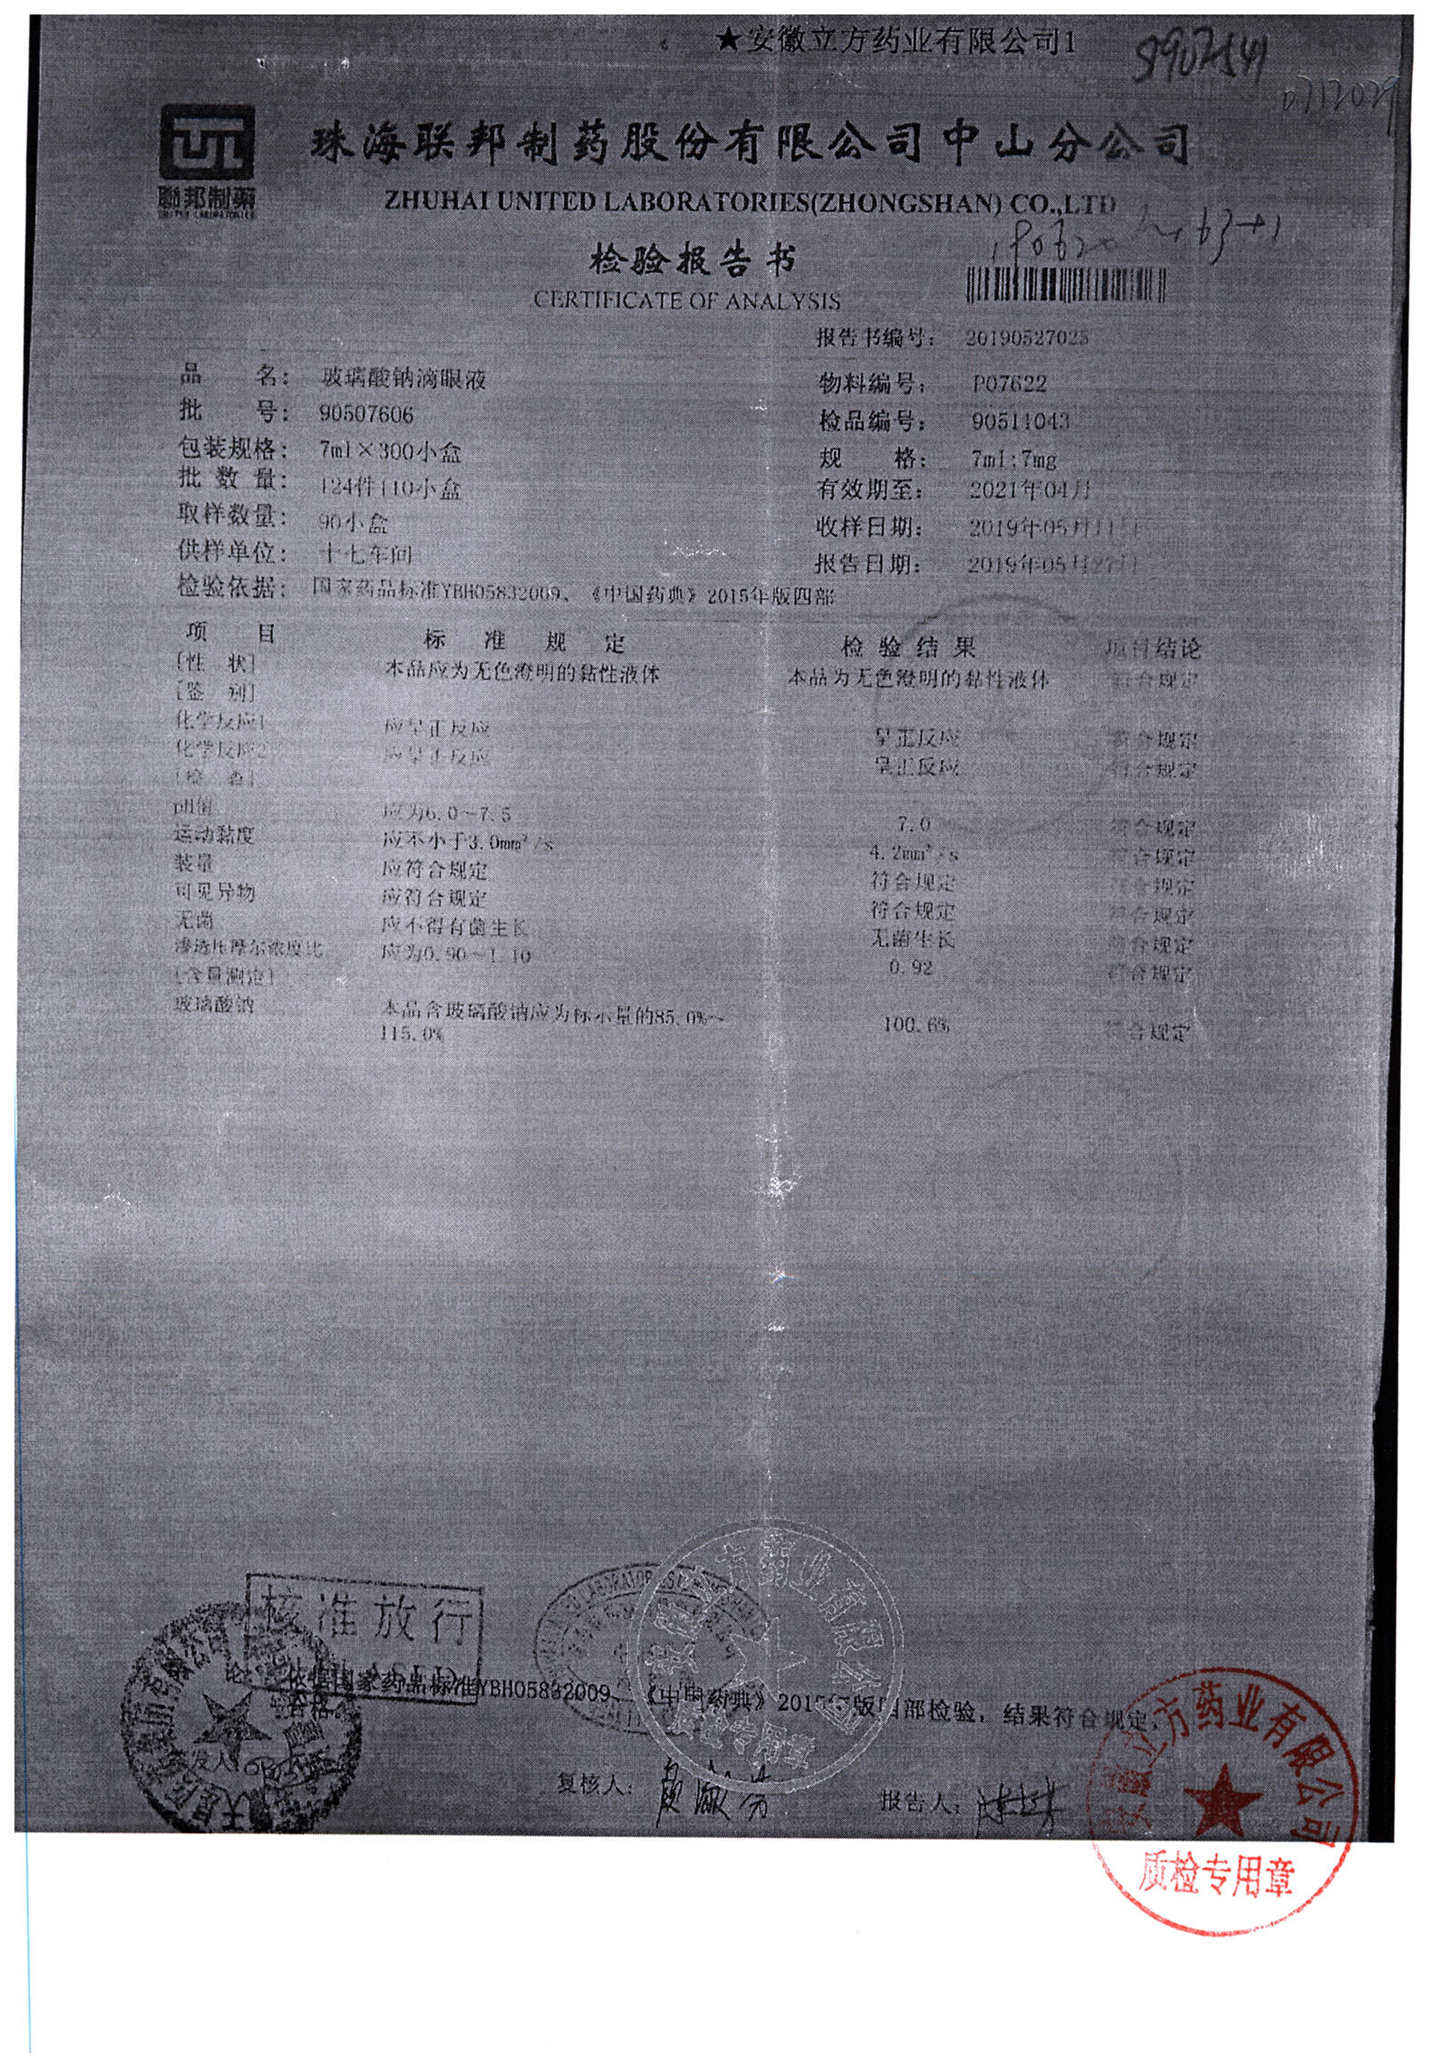 ★安徽立方药业有限公司1
聯邦制藥
珠海联邦制药股份有限公司中山分公司
ZHUHAI UNITED LABORATORIES(ZHONGSHAN) CO.,LTD
检验报告书
CERTIFICATE OF ANALYSIS
报告书编号: 20190527025
品 名: 玻璃酸钠滴眼液 物料编号: P07622
批 号: 90507606 检品编号: 90511043
包装规格: 7ml×300小盒 规 格: 7ml:7mg
批 数 量: 124件110小盒 有效期至: 2021年04月
取样数量: 90小盒 收样日期: 2019年05月11日
供样单位: 十七车间 报告日期: 2019年05月27日
检验依据: 国家药品标准YBH05832009、《中国药典》2015年版四部
项 目 标 准 规 定 检 验 结 果 项目结论
[性 状] 本品应为无色澄明的黏性液体 本品为无色澄明的黏性液体 符合规定
[鉴 别]
化学反应1 应呈正反应 呈正反应 符合规定
化学反应2 应呈正反应 呈正反应 符合规定
[检 查]
pH值 应为6.0~7.5 7.0 符合规定
运动黏度 应不小于3.0mm²/s 4.2mm²/s 符合规定
装量 应符合规定 符合规定 符合规定
可见异物 应符合规定 符合规定 符合规定
无菌 应不得有菌生长 无菌生长 符合规定
渗透压摩尔浓度比 应为0.90~1.10 0.92 符合规定
[含量测定]
玻璃酸钠 本品含玻璃酸钠应为标示量的85.0%~ 100.6% 符合规定
115.0%
核准放行
论: 依据国家药品标准YBH05832009、《中国药典》2015年版四部检验, 结果符合规定,
合格。
复核人: 报告人:
安徽立方药业有限公司
质检专用章
安徽立方药业有限公司
质检专用章